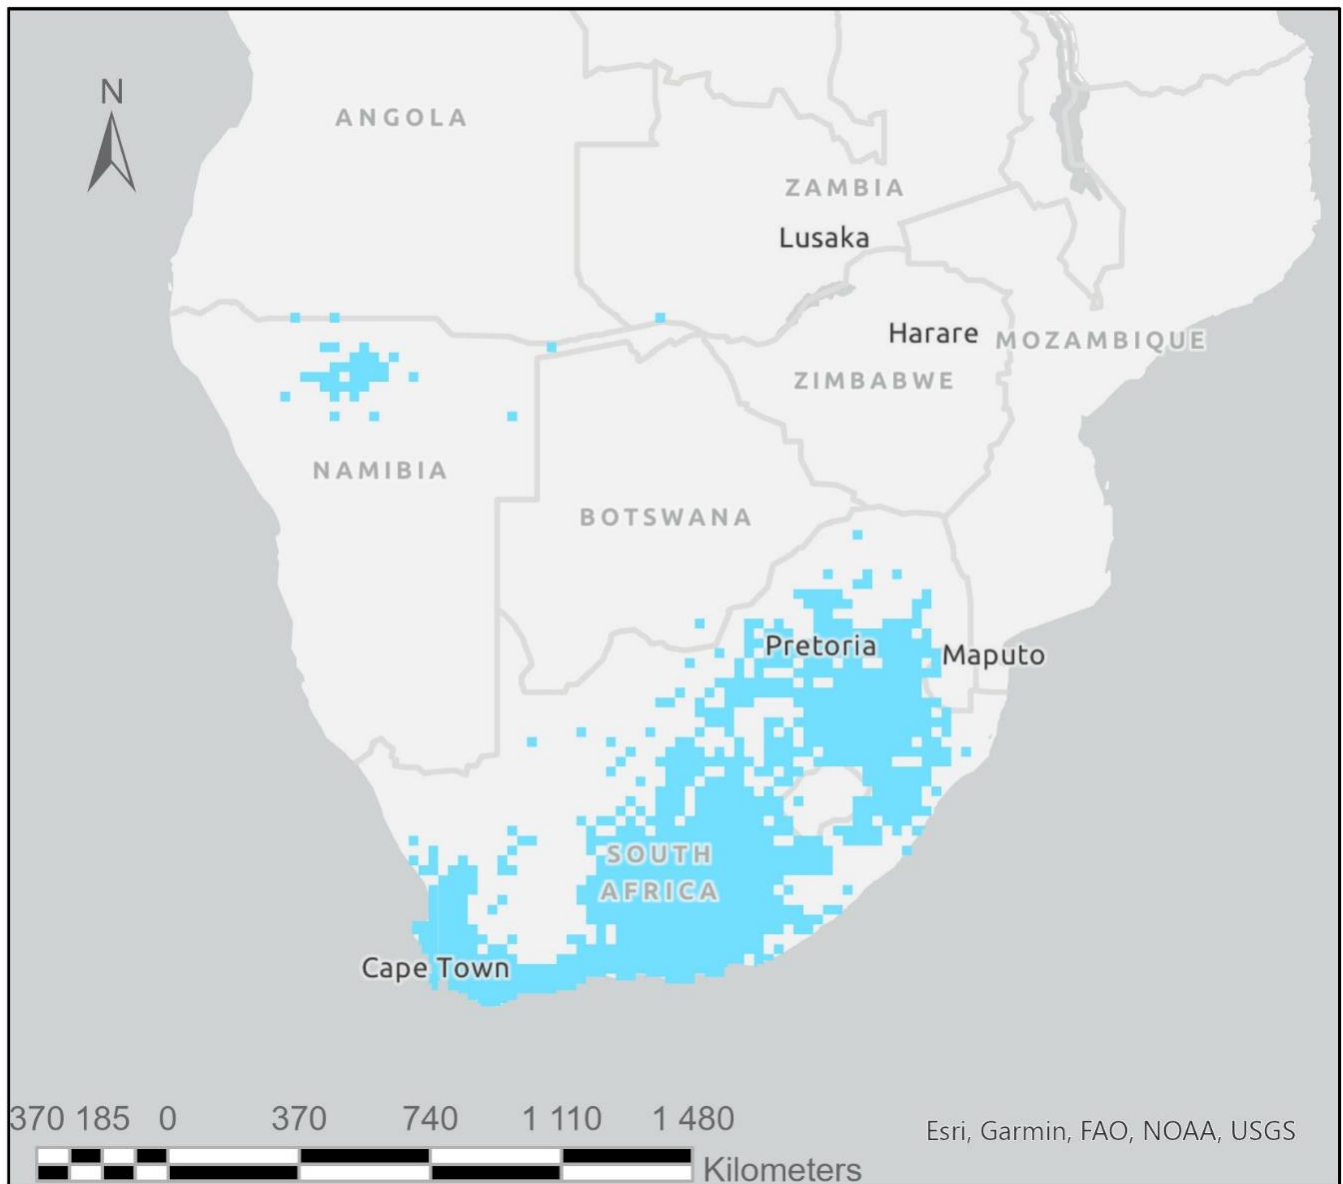 N
ANGOLA
ZAMBIA
Lusaka
Harare
MOZAMBIQUE
ZIMBABWE
NAMIBIA
BOTSWANA
Pretoria
Maputo
SOUTH
AFRICA
Cape Town
370 185 0 370 740 1 110 1 480
Kilometers
Esri, Garmin, FAO, NOAA, USGS